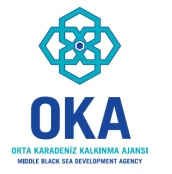 OKA
ORTA KARADENİZ KALKINMA AJANSI
MIDDLE BLACK SEA DEVELOPMENT AGENCY